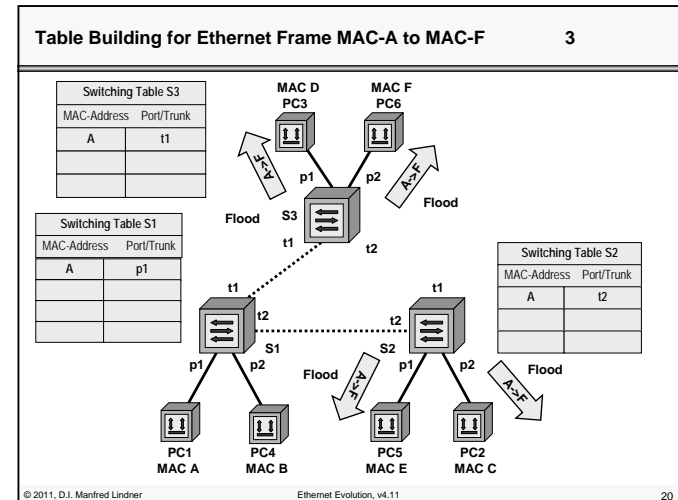 Table Building for Ethernet Frame MAC-A to MAC-F 3
Switching Table S3
MAC-Address Port/Trunk
A t1
MAC D
PC3
MAC F
PC6
A->F
A->F
p1 p2
Flood
S3
Flood
t1
t2
Switching Table S1
MAC-Address Port/Trunk
A p1
Switching Table S2
MAC-Address Port/Trunk
A t2
t1
t2
S1
p1 p2
t1
t2
S2
p1 p2
Flood
A->F
Flood
A->F
PC1
MAC A
PC4
MAC B
PC5
MAC E
PC2
MAC C
© 2011, D.I. Manfred Lindner Ethernet Evolution, v4.11 20